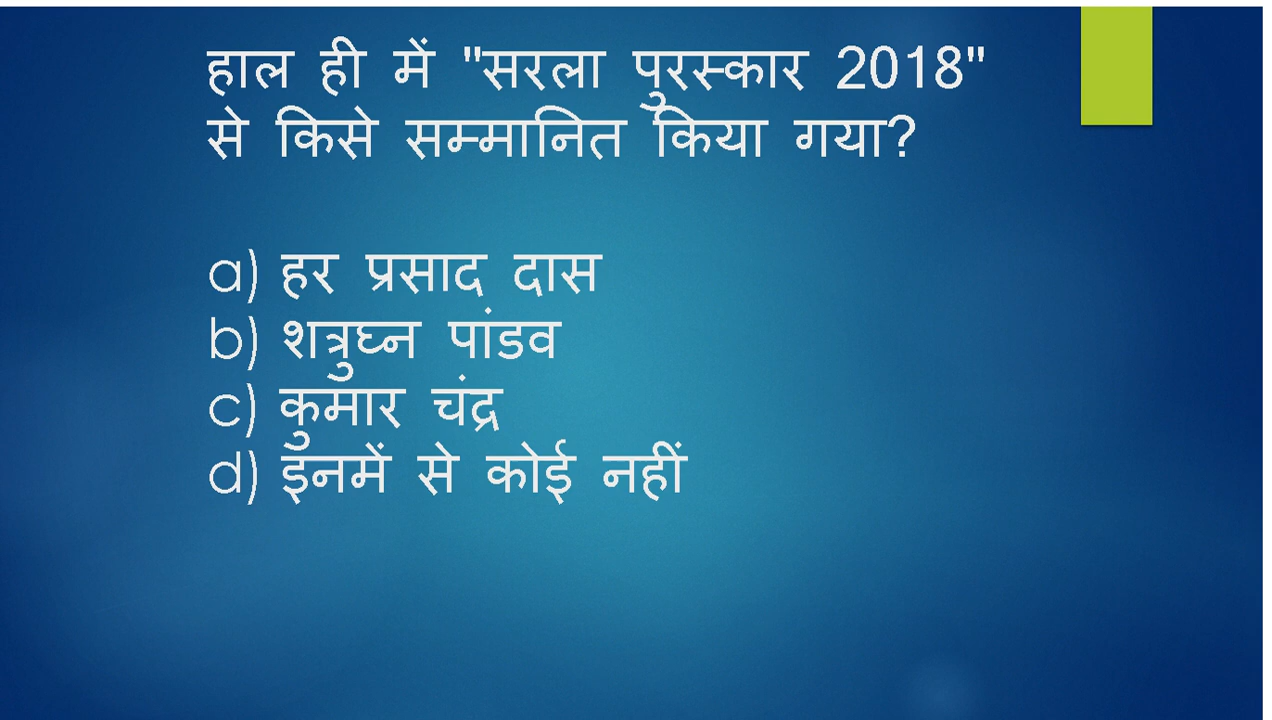 हाल ही में "सरला पुरस्कार 2018"
से किसे सम्मानित किया गया?
a) हर प्रसाद दास
b) शत्रुघ्न पांडव
c) कुमार चंद्र
d) इनमें से कोई नहीं